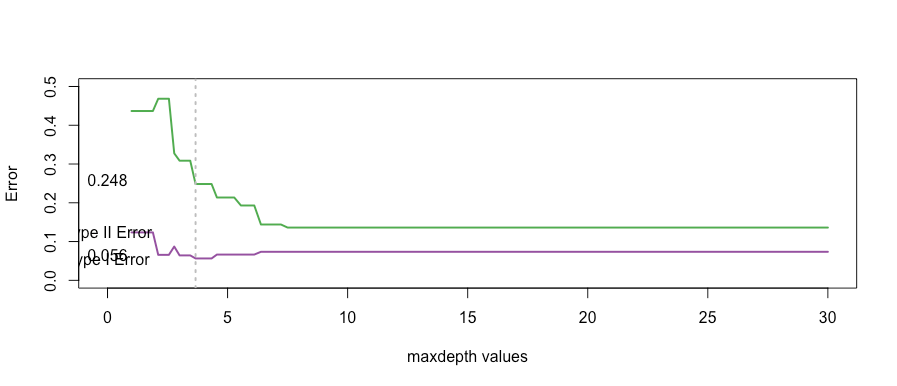 Error
0.5
0.4
0.3
0.2
0.1
0.0
0.248
ype II Error
0.056
ype I Error
0 5 10 15 20 25 30
maxdepth values